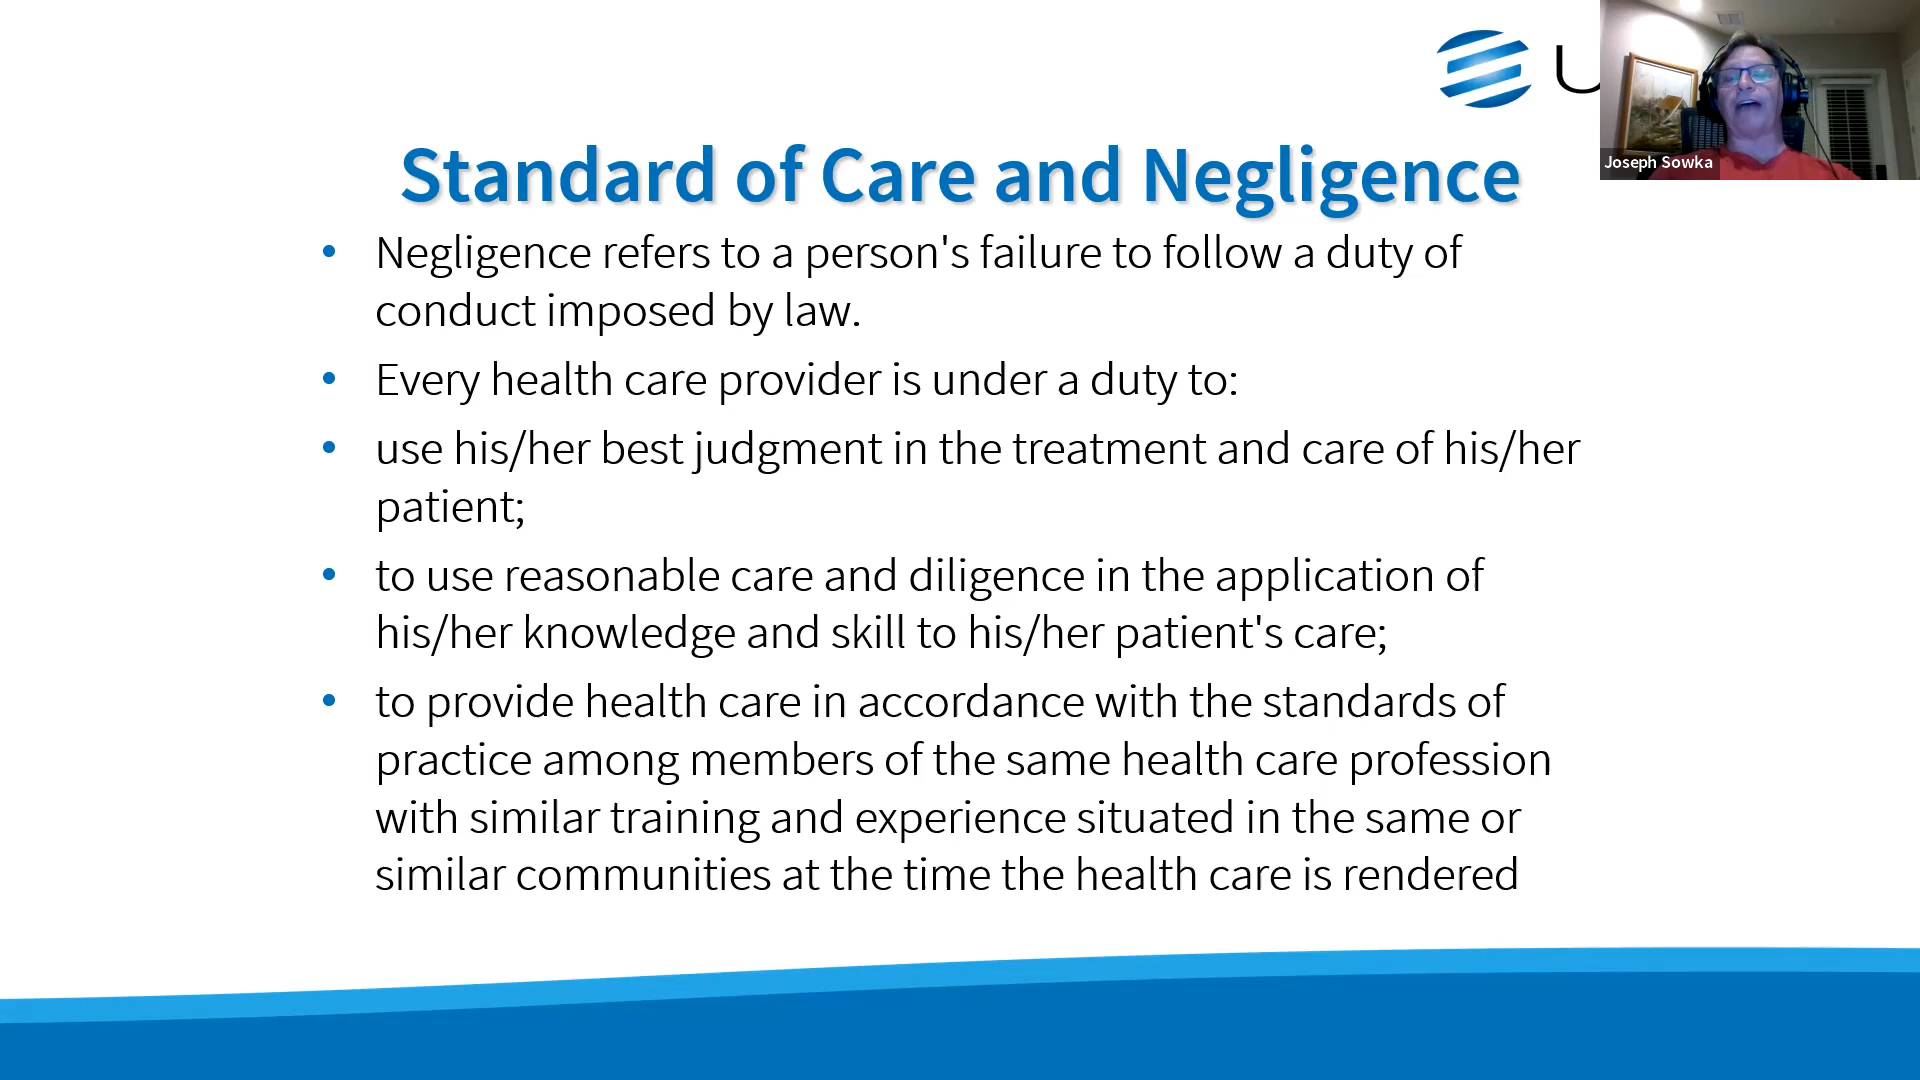 U
Joseph Sowka
Standard of Care and Negligence
• Negligence refers to a person's failure to follow a duty of
conduct imposed by law.
• Every health care provider is under a duty to:
• use his/her best judgment in the treatment and care of his/her
patient;
• to use reasonable care and diligence in the application of
his/her knowledge and skill to his/her patient's care;
• to provide health care in accordance with the standards of
practice among members of the same health care profession
with similar training and experience situated in the same or
similar communities at the time the health care is rendered